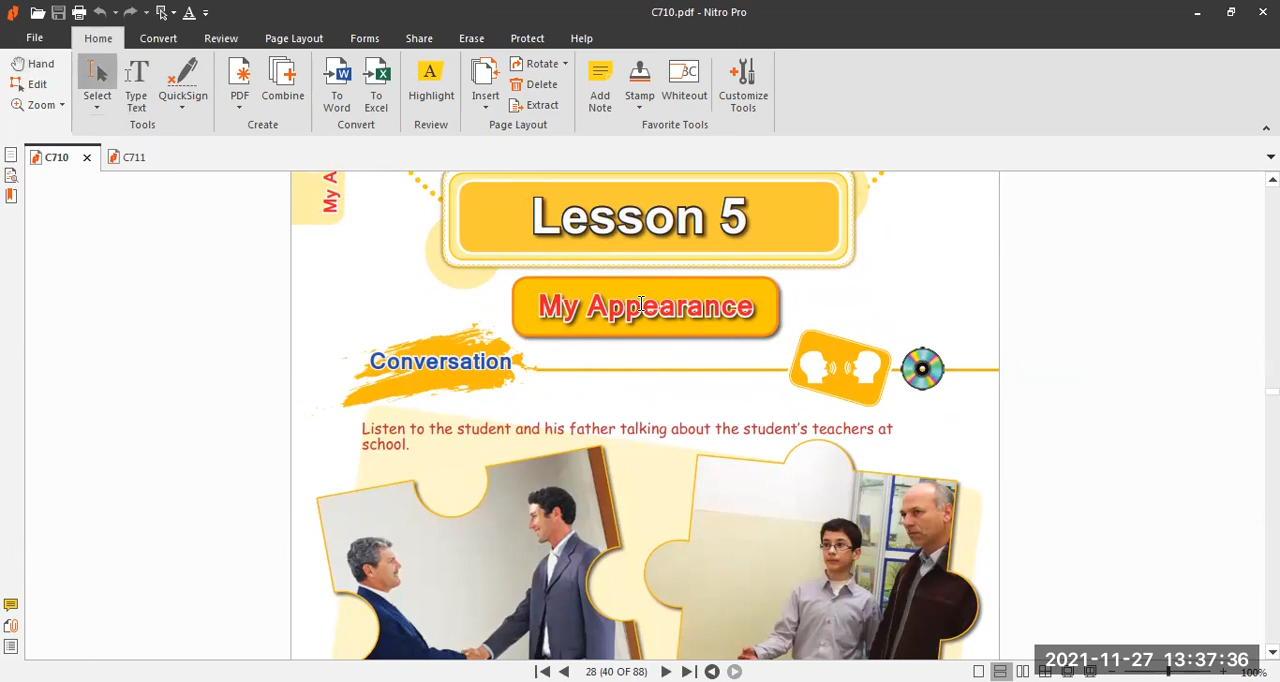 C710.pdf - Nitro Pro
File Home Convert Review Page Layout Forms Share Erase Protect Help
Hand
Edit
Zoom
Select
Type Text
QuickSign
Tools
PDF
Combine
Create
To Word
To Excel
Convert
Highlight
Review
Insert
Rotate
Delete
Extract
Page Layout
Add Note
Stamp
Whiteout
Customize Tools
Favorite Tools
C710
C711
My A
Lesson 5
My Appearance
Conversation
Listen to the student and his father talking about the student's teachers at
school.
2021-11-27 13:37:36
28 (40 OF 88)
100%